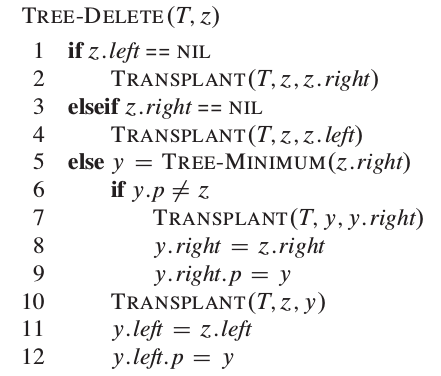 TREE-DELETE(T, z)
1 if z.left == NIL
2 TRANSPLANT(T, z, z.right)
3 elseif z.right == NIL
4 TRANSPLANT(T, z, z.left)
5 else y = TREE-MINIMUM(z.right)
6 if y.p ≠ z
7 TRANSPLANT(T, y, y.right)
8 y.right = z.right
9 y.right.p = y
10 TRANSPLANT(T, z, y)
11 y.left = z.left
12 y.left.p = y